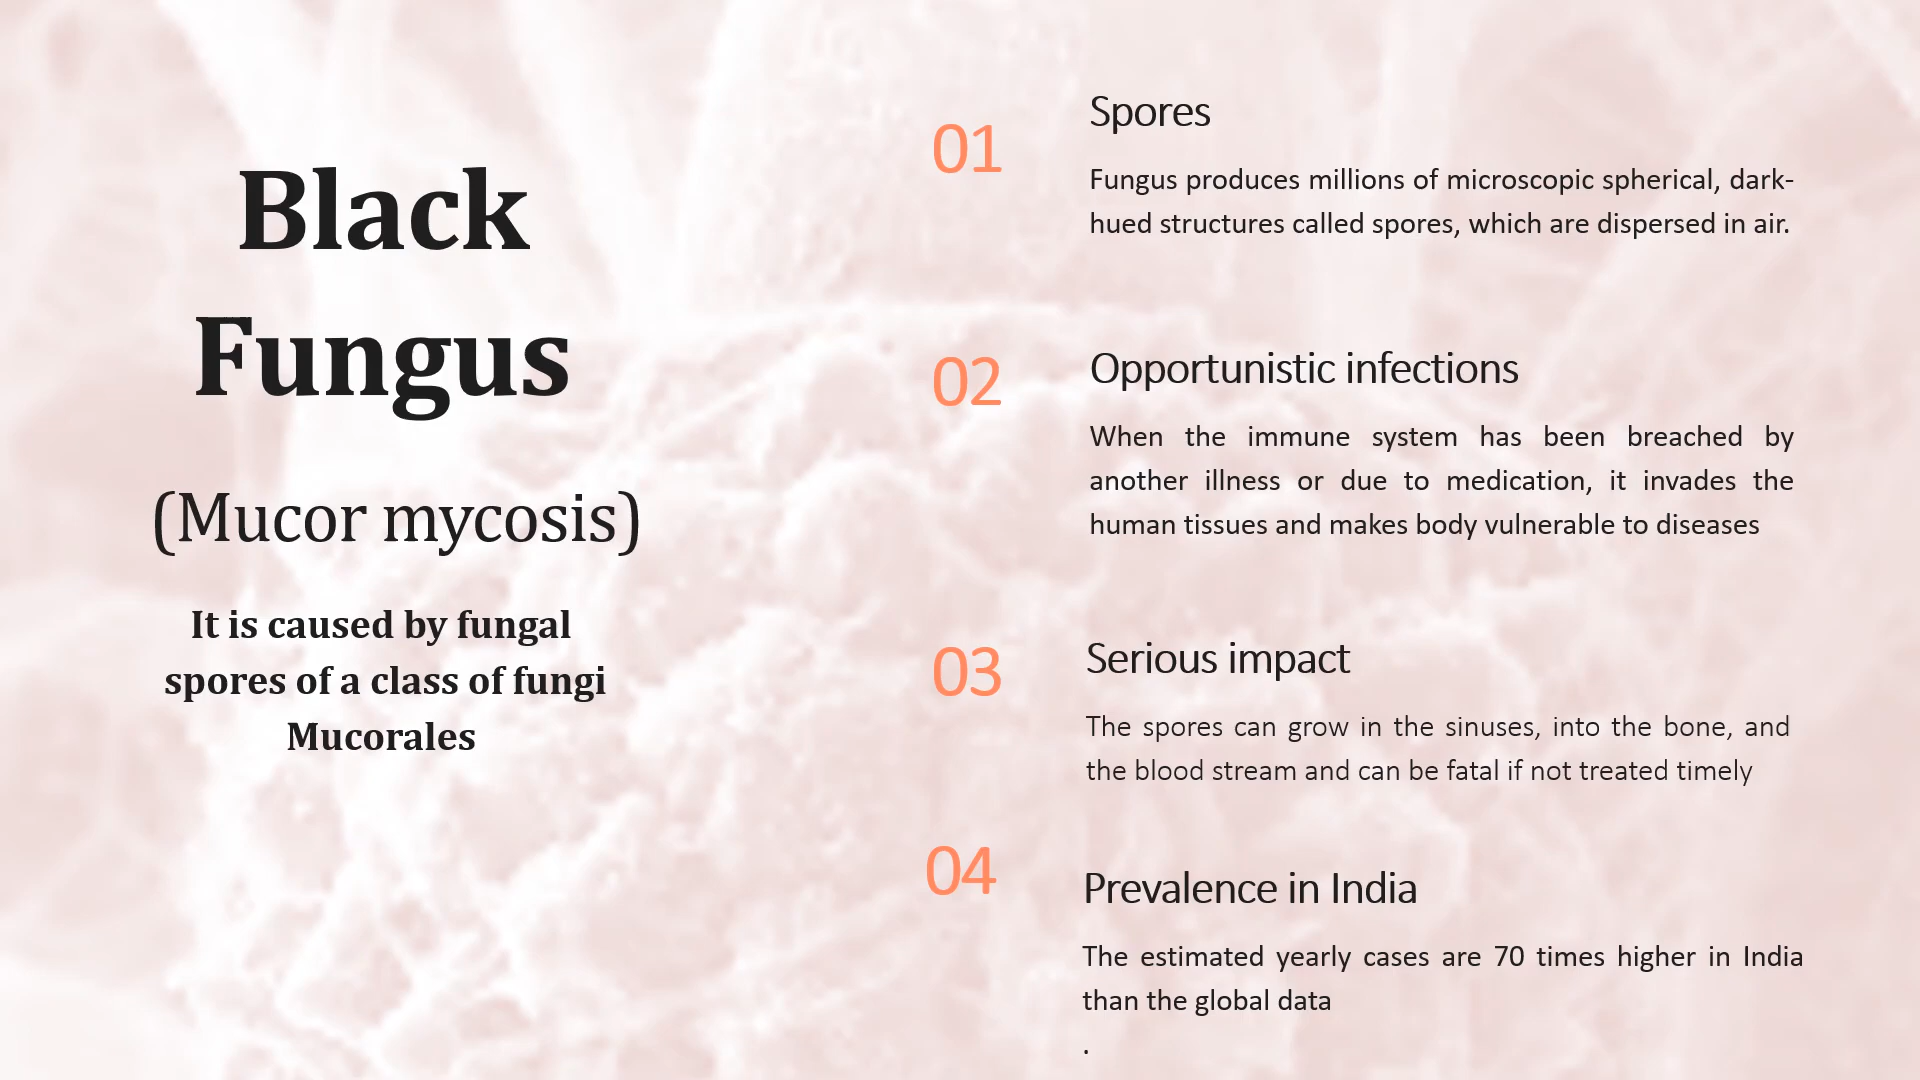 Black
Fungus
(Mucor mycosis)
It is caused by fungal
spores of a class of fungi
Mucorales
01
Spores
Fungus produces millions of microscopic spherical, dark-
hued structures called spores, which are dispersed in air.
02
Opportunistic infections
When the immune system has been breached by
another illness or due to medication, it invades the
human tissues and makes body vulnerable to diseases
03
Serious impact
The spores can grow in the sinuses, into the bone, and
the blood stream and can be fatal if not treated timely
04
Prevalence in India
The estimated yearly cases are 70 times higher in India
than the global data
.